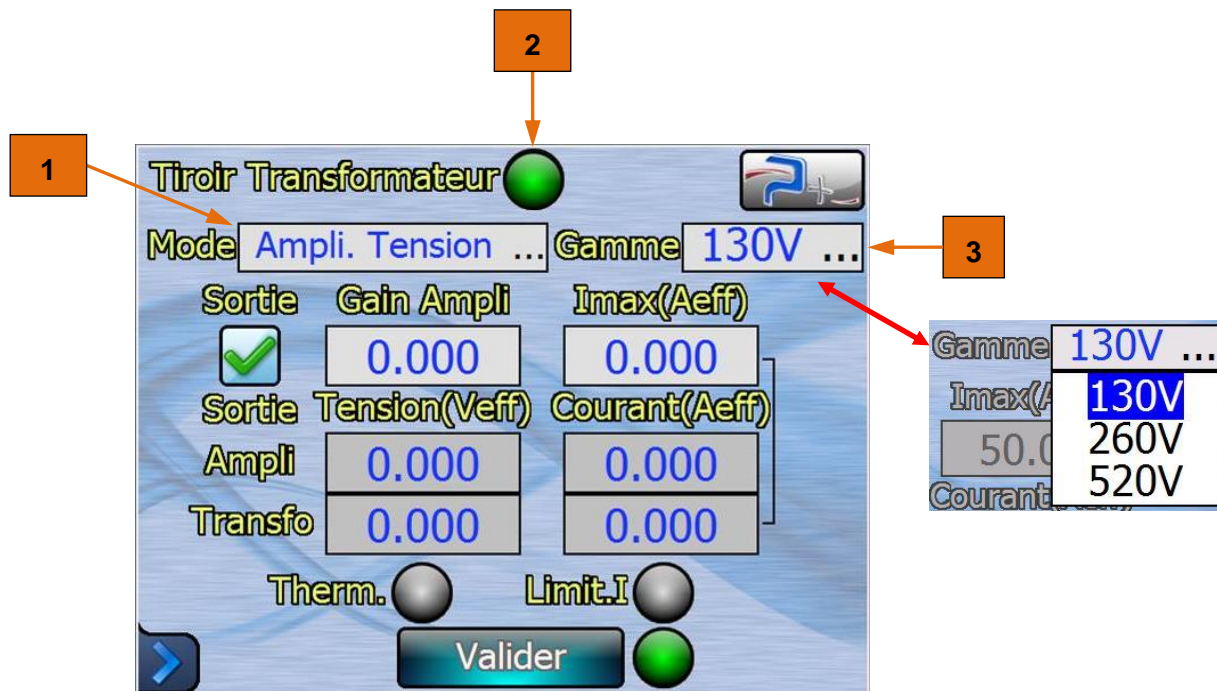 2
1
Tiroir Transformateur
Mode Ampli. Tension ... Gamme 130V ...
3
Sortie Gain Ampli Imax(Aeff)
0.000 0.000
Sortie Tension(Veff) Courant(Aeff)
Ampli 0.000 0.000
Transfo 0.000 0.000
Therm. Limit.I
Valider
Gamme 130V ...
130V
260V
520V
Imax(
50.0
Courant